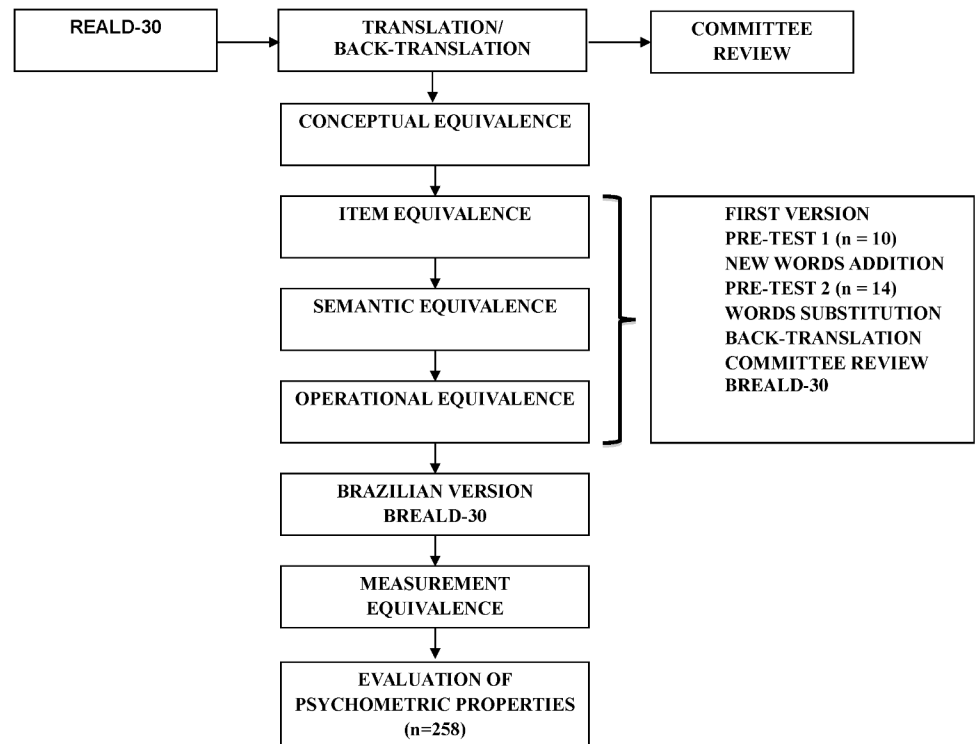 REALD-30
TRANSLATION/
BACK-TRANSLATION
COMMITTEE
REVIEW
CONCEPTUAL EQUIVALENCE
ITEM EQUIVALENCE
SEMANTIC EQUIVALENCE
OPERATIONAL EQUIVALENCE
FIRST VERSION
PRE-TEST 1 (n = 10)
NEW WORDS ADDITION
PRE-TEST 2 (n = 14)
WORDS SUBSTITUTION
BACK-TRANSLATION
COMMITTEE REVIEW
BREALD-30
BRAZILIAN VERSION
BREALD-30
MEASUREMENT
EQUIVALENCE
EVALUATION OF
PSYCHOMETRIC PROPERTIES
(n=258)